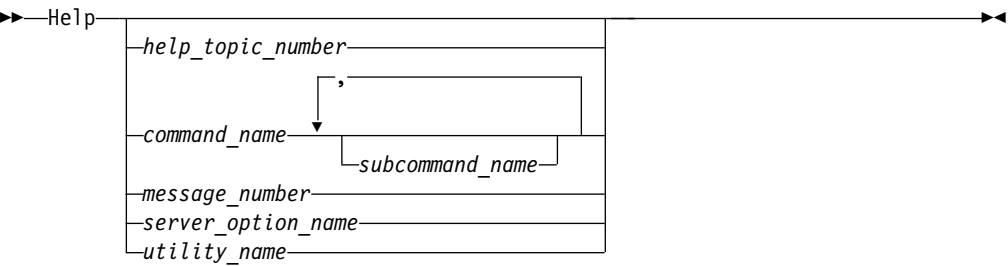 Help
help_topic_number
,
command_name
subcommand_name
message_number
server_option_name
utility_name